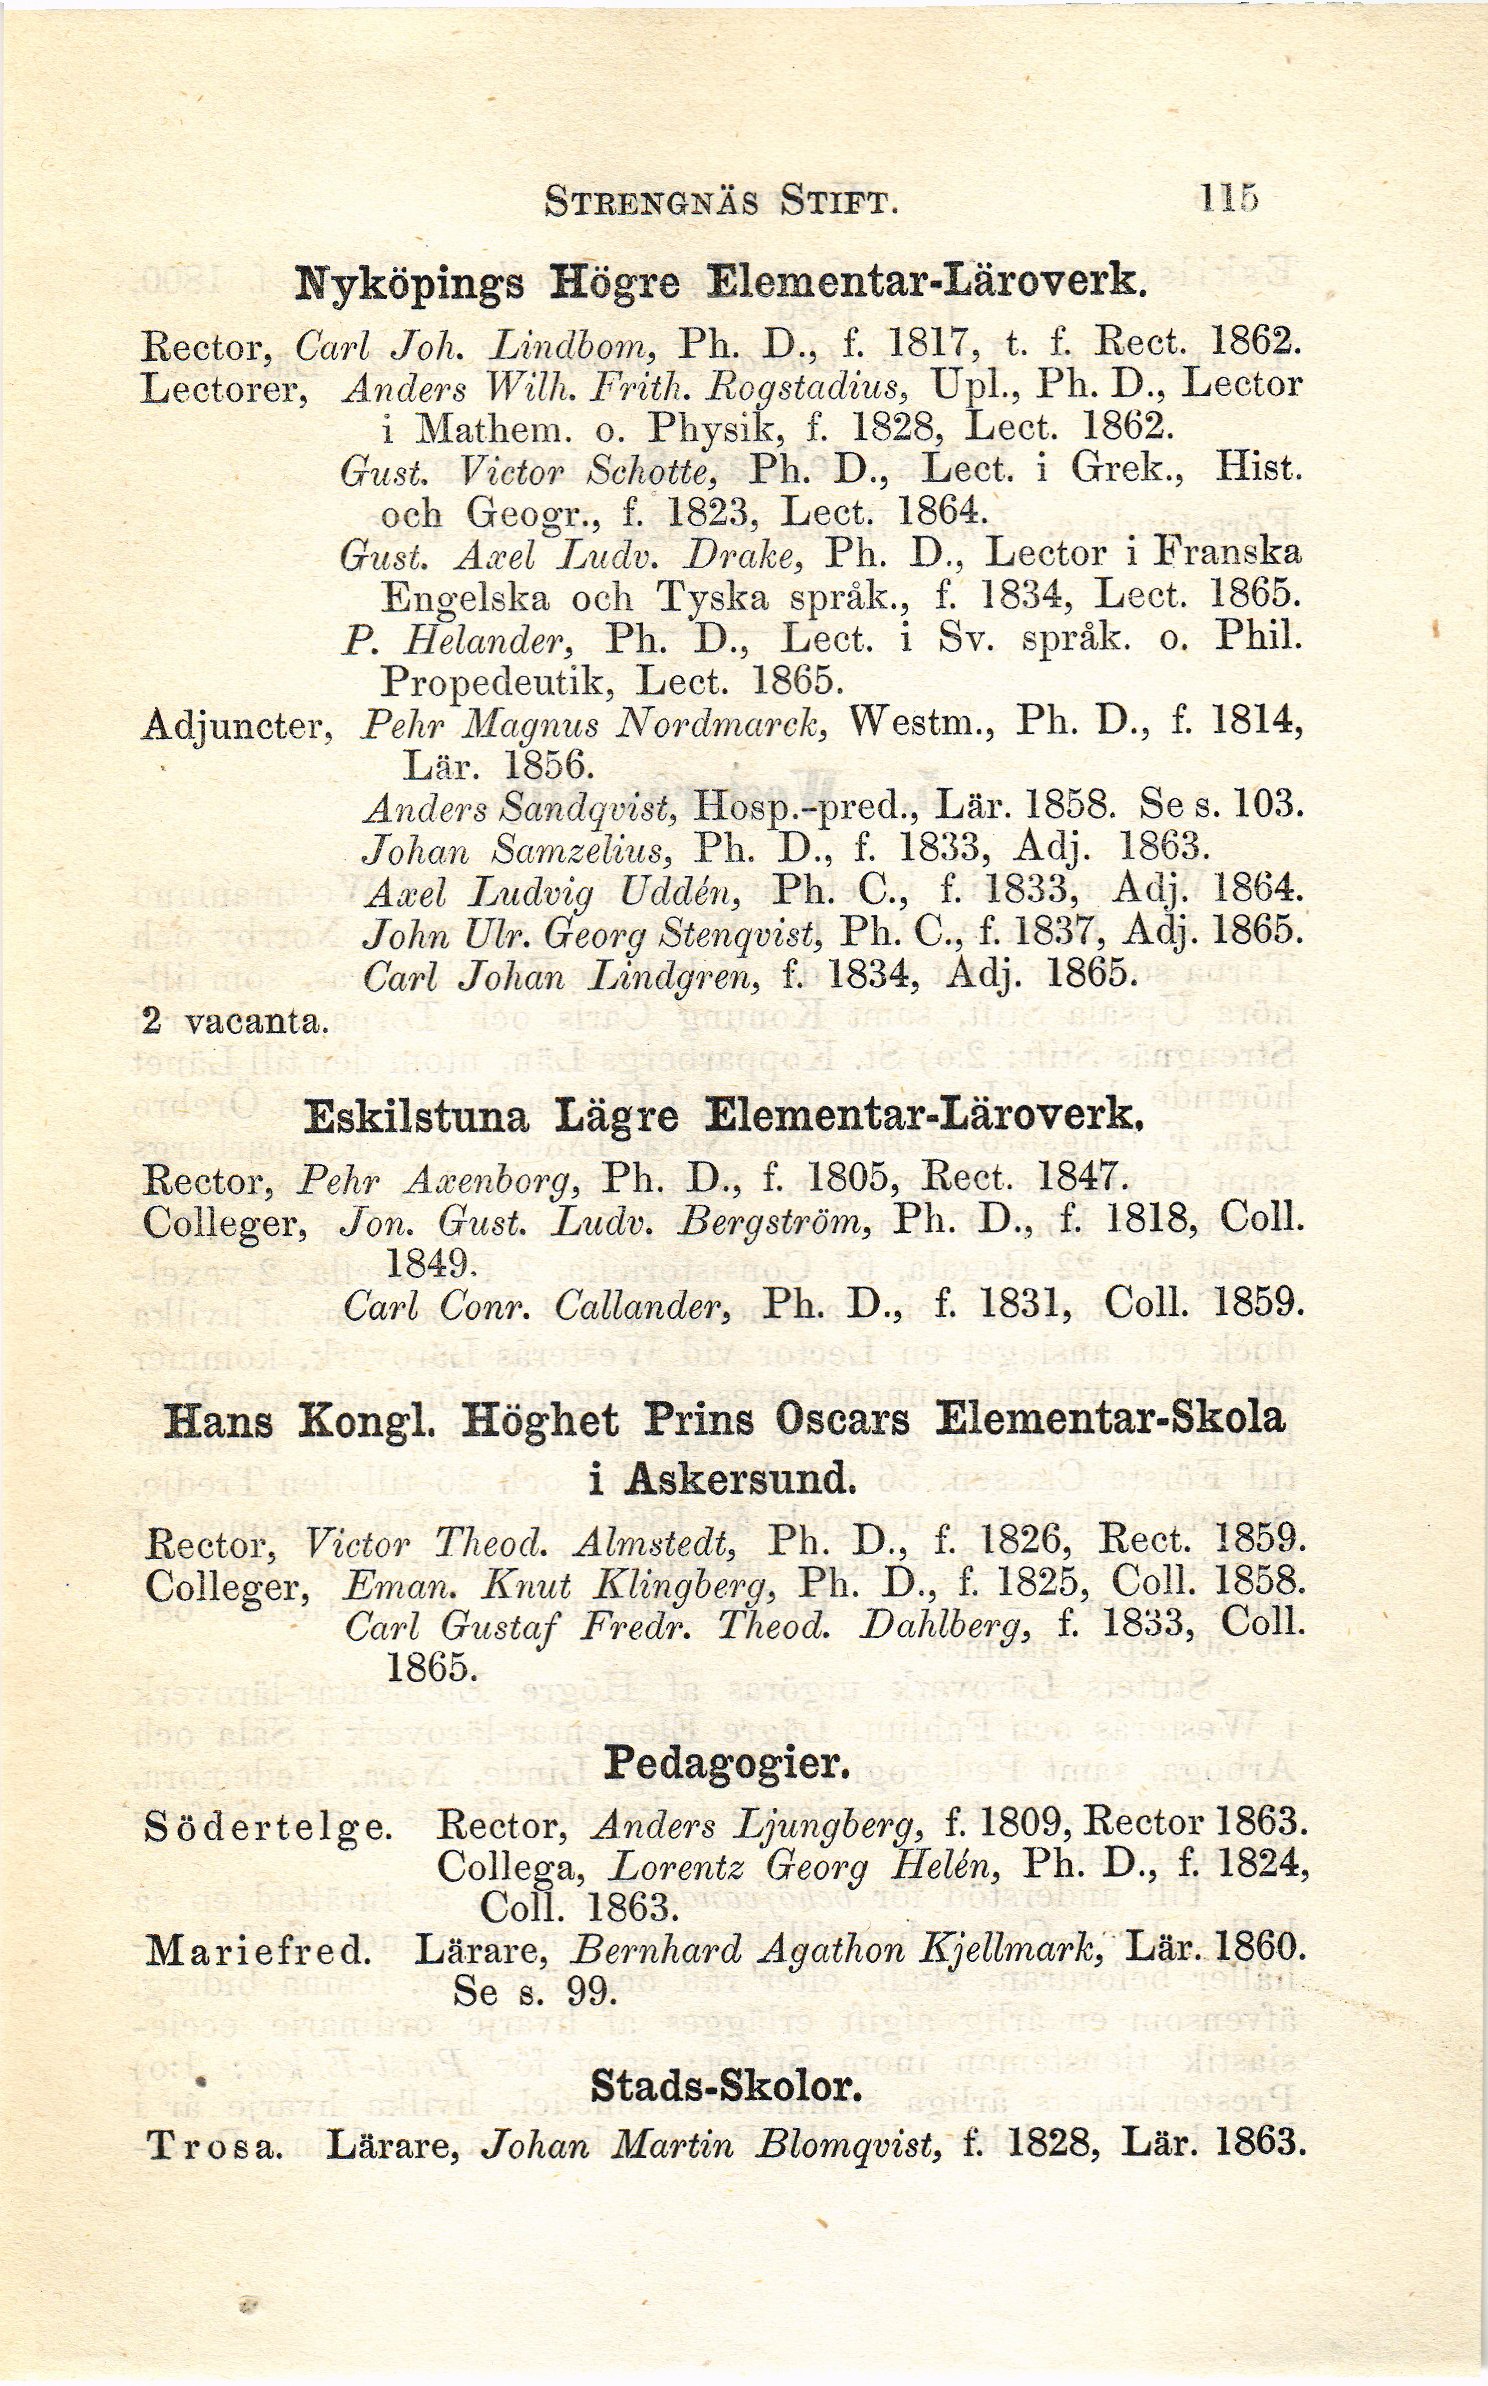 STRENGNÄS STIFT. 115
Nyköpings Högre Elementar-Läroverk.
Rector, Carl Joh. Lindbom, Ph. D., f. 1817, t. f. Rect. 1862.
Lectorer, Anders Wilh. Frith. Rogstadius, Upl., Ph. D., Lector
i Mathem. o. Physik, f. 1828, Lect. 1862.
Gust. Victor Schotte, Ph. D., Lect. i Grek., Hist.
och Geogr., f. 1823, Lect. 1864.
Gust. Axel Ludv. Drake, Ph. D., Lector i Franska
Engelska och Tyska språk., f. 1834, Lect. 1865.
P. Helander, Ph. D., Lect. i Sv. språk. o. Phil.
Propedeutik, Lect. 1865.
Adjuncter, Pehr Magnus Nordmarck, Westm., Ph. D., f. 1814,
Lär. 1856.
Anders Sandqvist, Hosp.-pred., Lär. 1858. Se s. 103.
Johan Samzelius, Ph. D., f. 1833, Adj. 1863.
Axel Ludvig Uddén, Ph. C., f. 1833, Adj. 1864.
John Ulr. Georg Stenqvist, Ph. C., f. 1837, Adj. 1865.
Carl Johan Lindgren, f. 1834, Adj. 1865.
2 vacanta.
Eskilstuna Lägre Elementar-Läroverk.
Rector, Pehr Axenborg, Ph. D., f. 1805, Rect. 1847.
Colleger, Jon. Gust. Ludv. Bergström, Ph. D., f. 1818, Coll.
1849.
Carl Conr. Callander, Ph. D., f. 1831, Coll. 1859.
Hans Kongl. Höghet Prins Oscars Elementar-Skola
i Askersund.
Rector, Victor Theod. Almstedt, Ph. D., f. 1826, Rect. 1859.
Colleger, Eman. Knut Klingberg, Ph. D., f. 1825, Coll. 1858.
Carl Gustaf Fredr. Theod. Dahlberg, f. 1833, Coll.
1865.
Pedagogier.
Södertelge. Rector, Anders Ljungberg, f. 1809, Rector 1863.
Collega, Lorentz Georg Helén, Ph. D., f. 1824,
Coll. 1863.
Mariefred. Lärare, Bernhard Agathon Kjellmark, Lär. 1860.
Se s. 99.
Stads-Skolor.
Trosa. Lärare, Johan Martin Blomqvist, f. 1828, Lär. 1863.